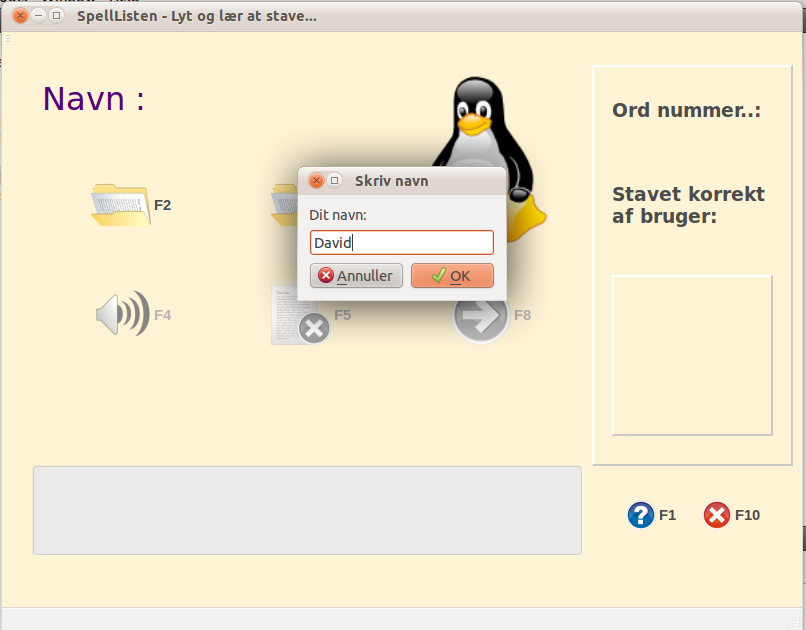 SpellListen - Lyt og lær at stave...
Navn :
Ord nummer..:
Skriv navn
Dit navn:
David
Annuller
OK
F2
Stavet korrekt
af bruger:
F4
F5
F8
F1
F10